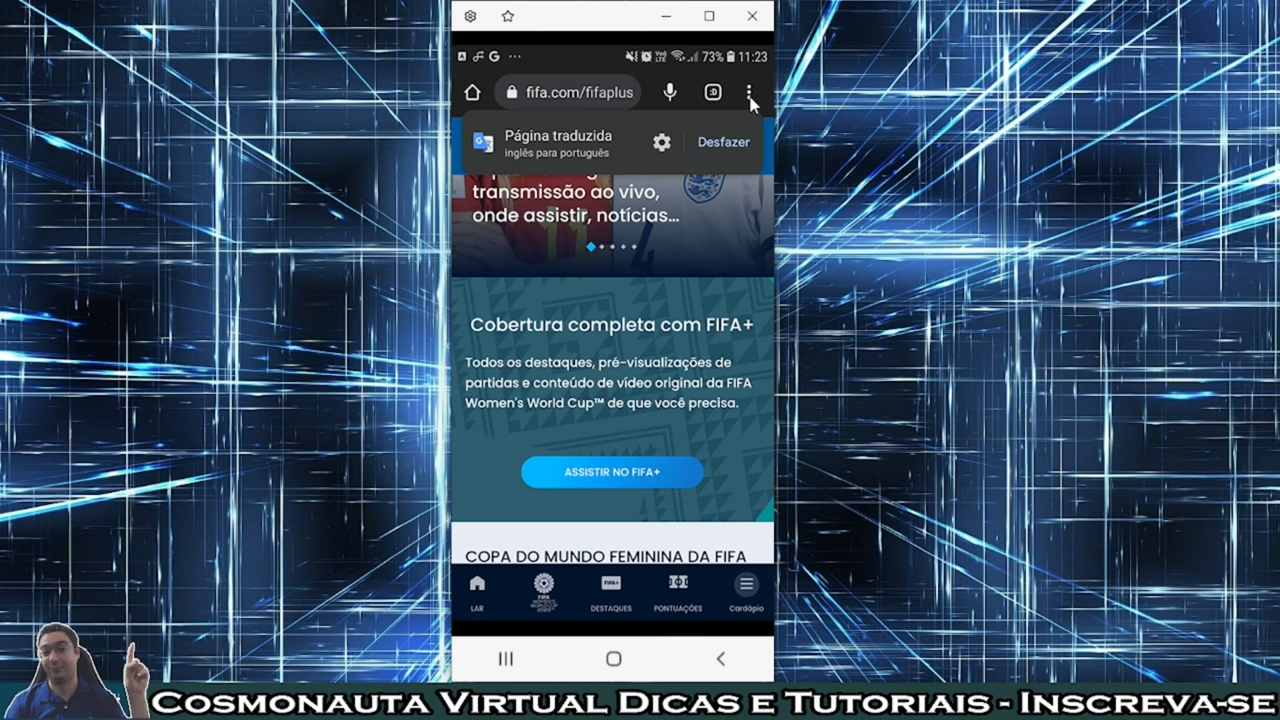 73% 11:23
fifa.com/fifaplus
Página traduzida
inglês para português
Desfazer
transmissão ao vivo,
onde assistir, notícias...
Cobertura completa com FIFA+
Todos os destaques, pré-visualizações de
partidas e conteúdo de vídeo original da FIFA
Women's World Cup™ de que você precisa.
ASSISTIR NO FIFA+
COPA DO MUNDO FEMININA DA FIFA
LAR
DESTAQUES
PONTUAÇÕES
Cardápio
Cosmonauta Virtual Dicas e Tutoriais - Inscreva-se